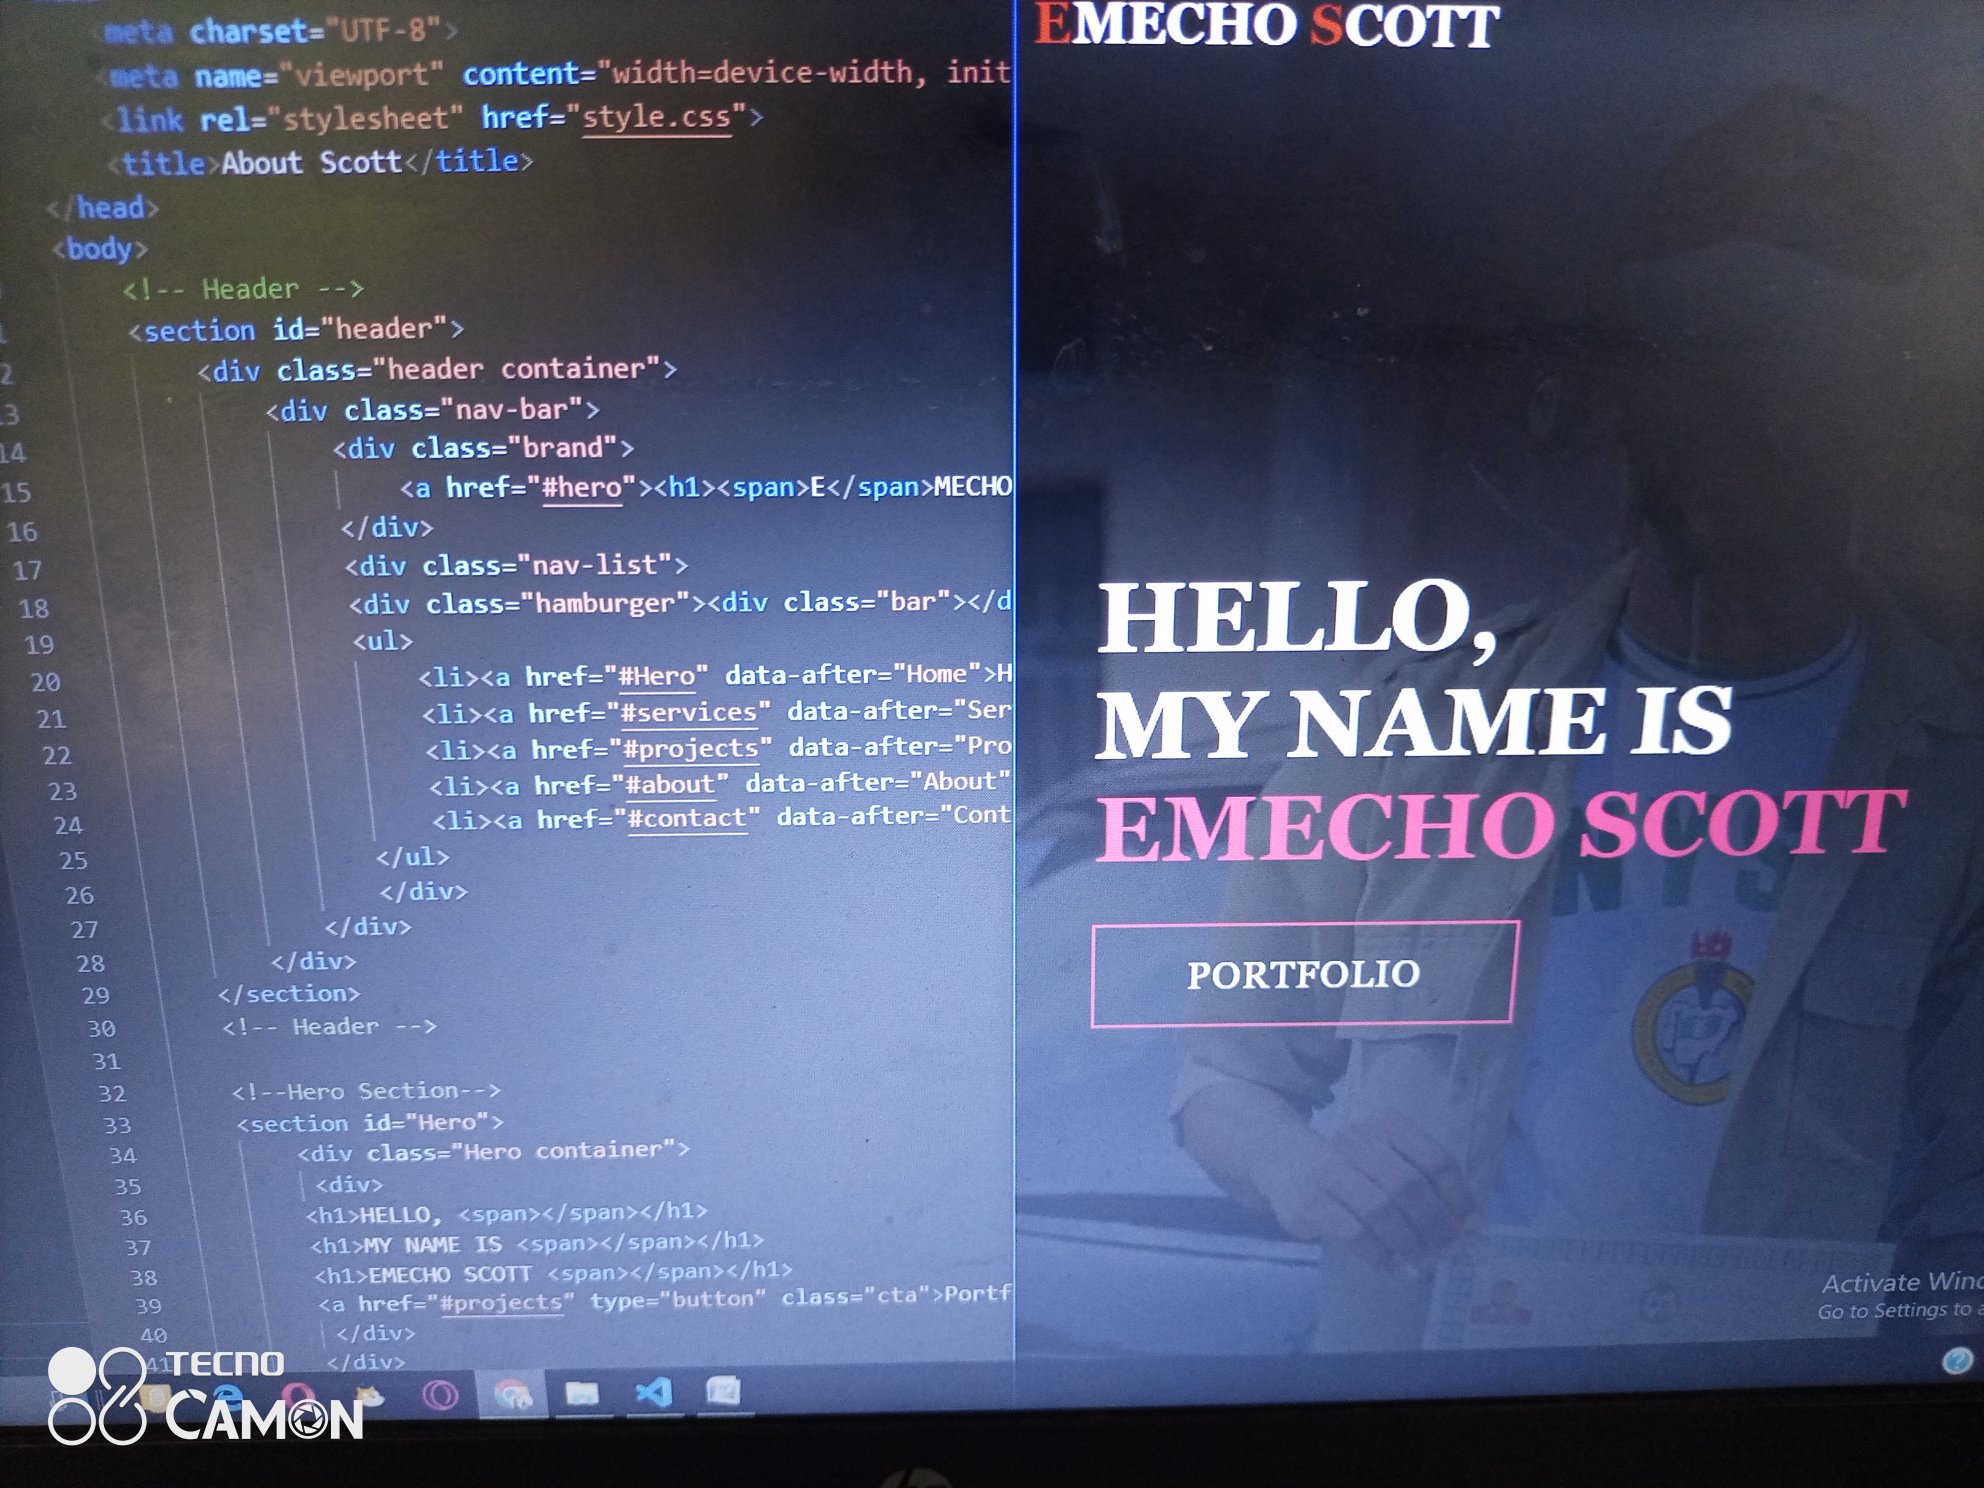 <meta charset="UTF-8">
<meta name="viewport" content="width=device-width, init
<link rel="stylesheet" href="style.css">
<title>About Scott</title>
</head>
<body>
<!-- Header -->
<section id="header">
2 <div class="header container">
13 <div class="nav-bar">
14 <div class="brand">
15 <a href="#hero"><h1><span>E</span>MECHO
16 </div>
17 <div class="nav-list">
18 <div class="hamburger"><div class="bar"></d
19 <ul>
20 <li><a href="#Hero" data-after="Home">H
21 <li><a href="#services" data-after="Ser
22 <li><a href="#projects" data-after="Pro
23 <li><a href="#about" data-after="About"
24 <li><a href="#contact" data-after="Cont
25 </ul>
26 </div>
27 </div>
28 </div>
29 </section>
30 <!-- Header -->
31
32 <!--Hero Section-->
33 <section id="Hero">
34 <div class="Hero container">
35 <div>
36 <h1>HELLO, <span></span></h1>
37 <h1>MY NAME IS <span></span></h1>
38 <h1>EMECHO SCOTT <span></span></h1>
39 <a href="#projects" type="button" class="cta">Portf
40 </div>
41 </div>
EMECHO SCOTT
HELLO,
MY NAME IS
EMECHO SCOTT
PORTFOLIO
NYS
Activate Wind
Go to Settings to a
TECNO
CAMON
hp